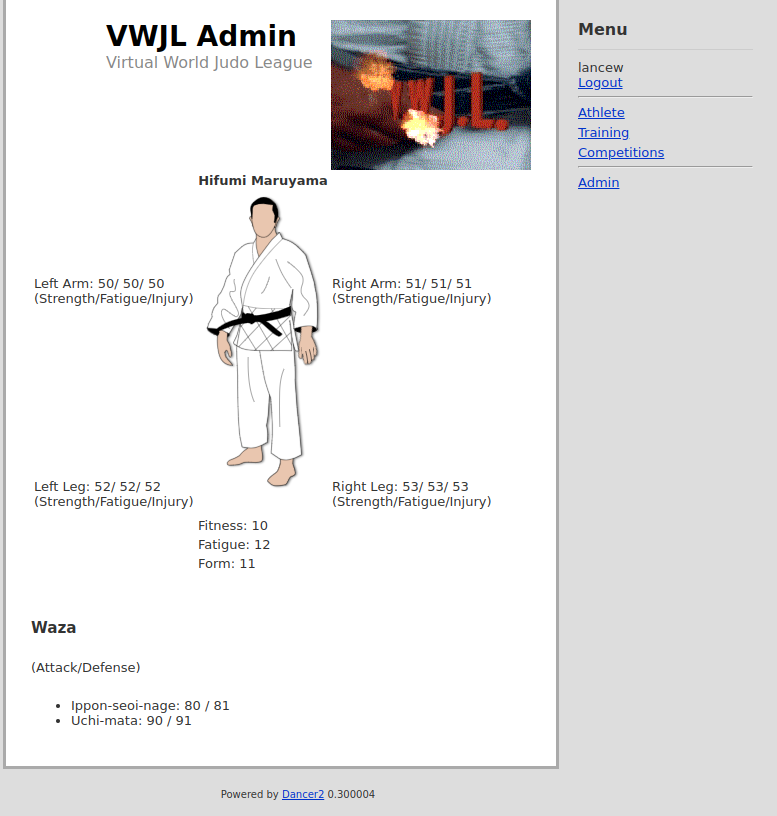 VWJL Admin
Virtual World Judo League
V.W.J.L.
Hifumi Maruyama
Left Arm: 50/ 50/ 50
(Strength/Fatigue/Injury)
Right Arm: 51/ 51/ 51
(Strength/Fatigue/Injury)
Left Leg: 52/ 52/ 52
(Strength/Fatigue/Injury)
Right Leg: 53/ 53/ 53
(Strength/Fatigue/Injury)
Fitness: 10
Fatigue: 12
Form: 11
Waza
(Attack/Defense)
Ippon-seoi-nage: 80 / 81
Uchi-mata: 90 / 91
Powered by Dancer2 0.300004
Menu
lancew
Logout
Athlete
Training
Competitions
Admin